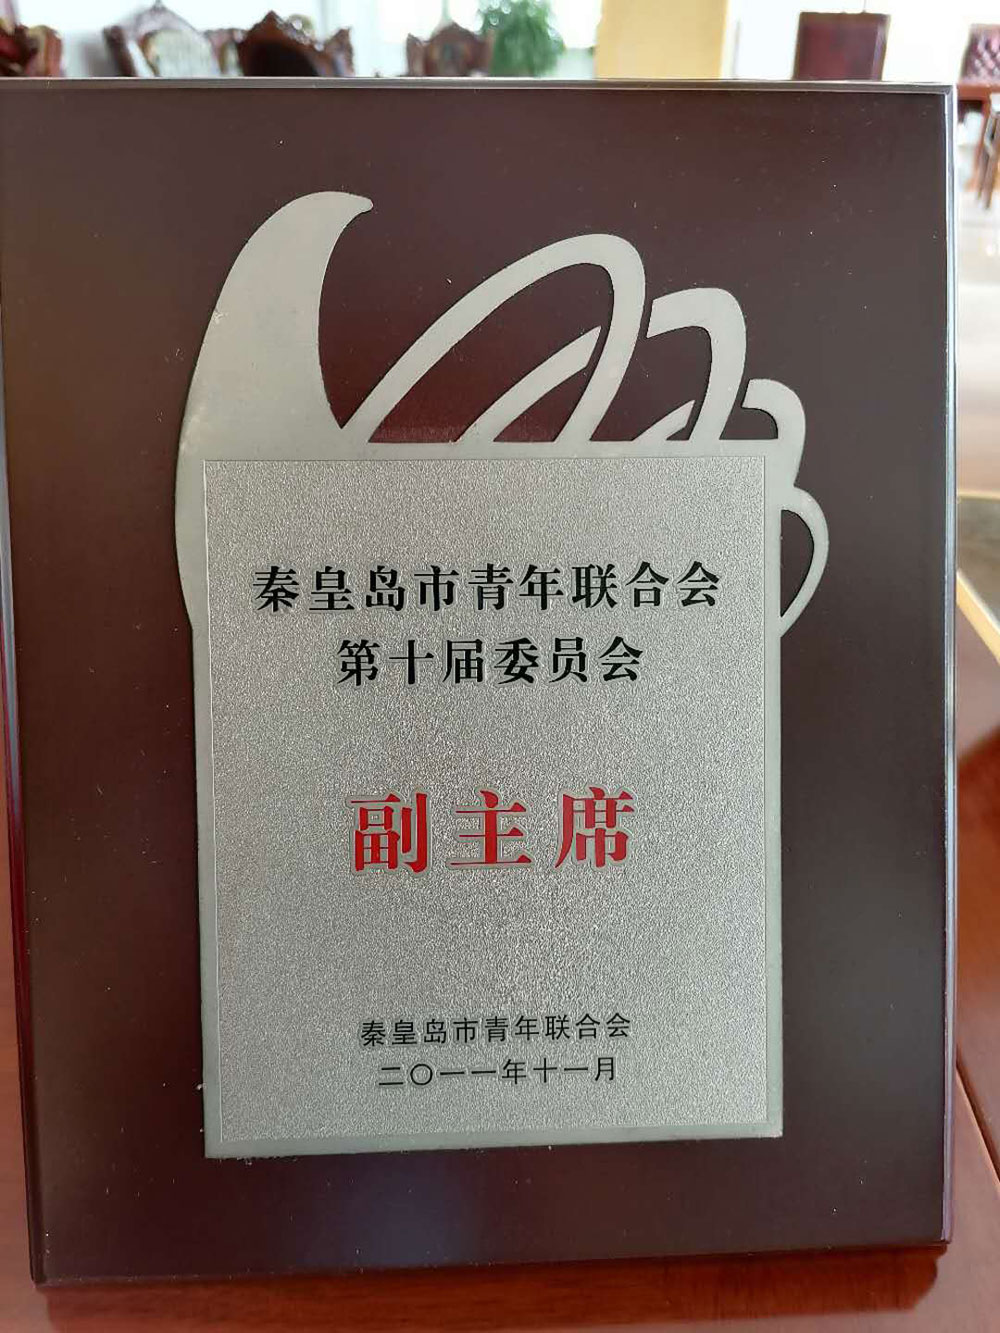 秦皇岛市青年联合会
第十届委员会
副主席
秦皇岛市青年联合会
二〇一一年十一月